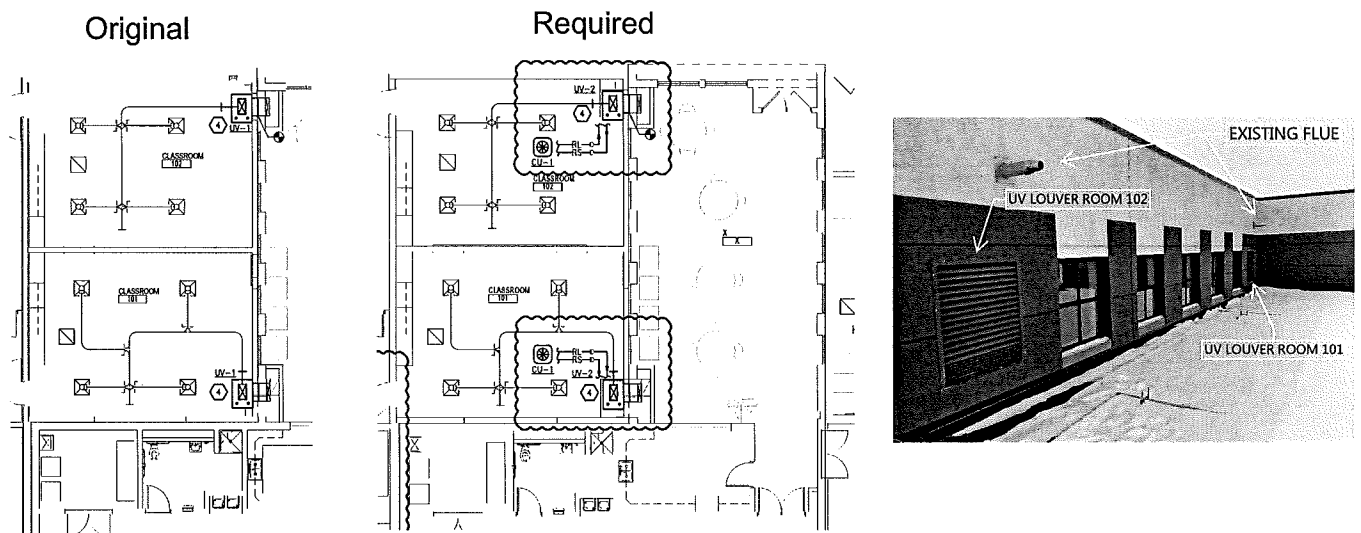 Original
Required
4
UV-1
CLASSROOM
102
CLASSROOM
101
UV-1
4
UV-2
4
RL
RS
CU-1
CLASSROOM
102
X
X
CLASSROOM
101
RL
RS
CU-1
UV-2
4
EXISTING FLUE
UV LOUVER ROOM 102
UV LOUVER ROOM 101